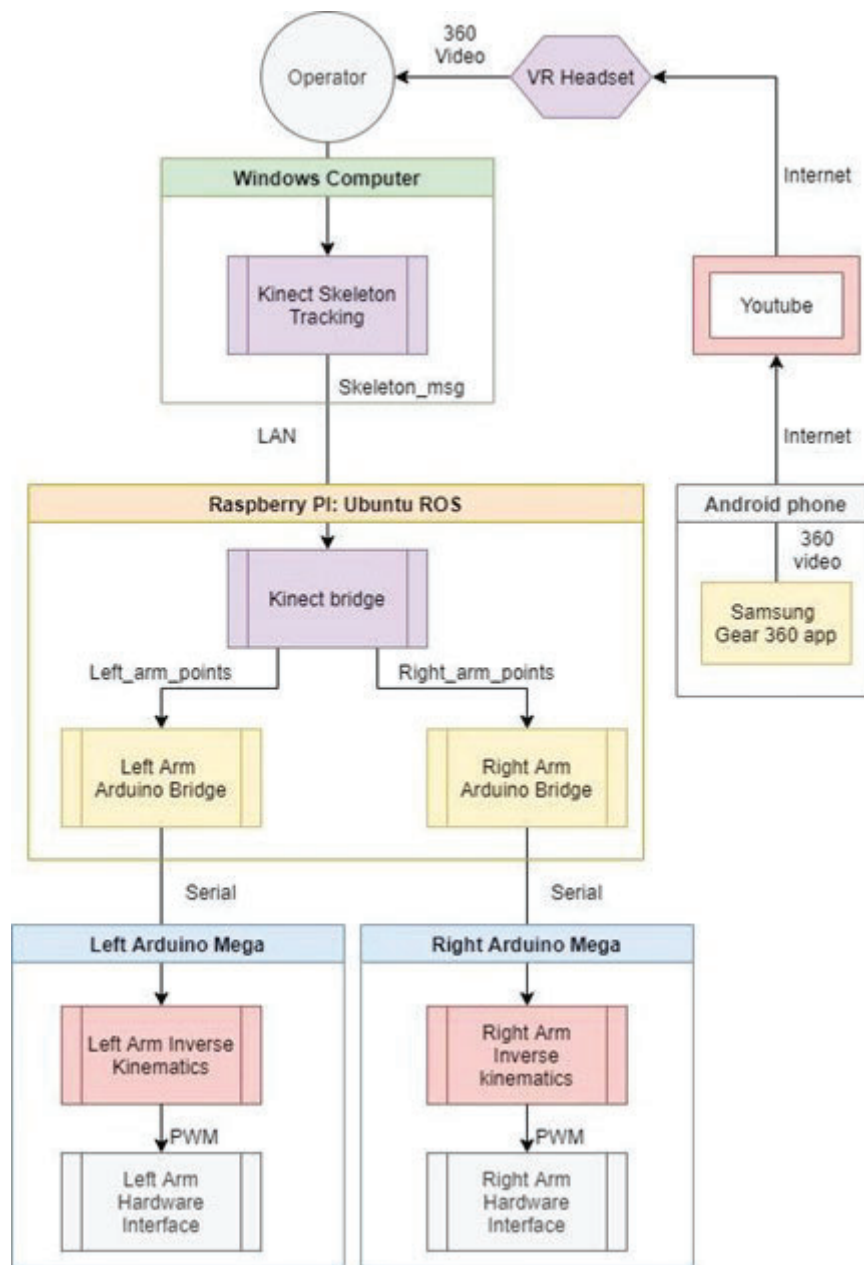 360
Video
Operator
VR Headset
Windows Computer
Internet
Kinect Skeleton
Tracking
Youtube
Skeleton_msg
LAN
Internet
Raspberry PI: Ubuntu ROS
Android phone
360
video
Kinect bridge
Samsung
Gear 360 app
Left_arm_points
Right_arm_points
Left Arm
Arduino Bridge
Right Arm
Arduino Bridge
Serial
Serial
Left Arduino Mega
Right Arduino Mega
Left Arm Inverse
Kinematics
Right Arm
Inverse
kinematics
PWM
PWM
Left Arm
Hardware
Interface
Right Arm
Hardware
Interface